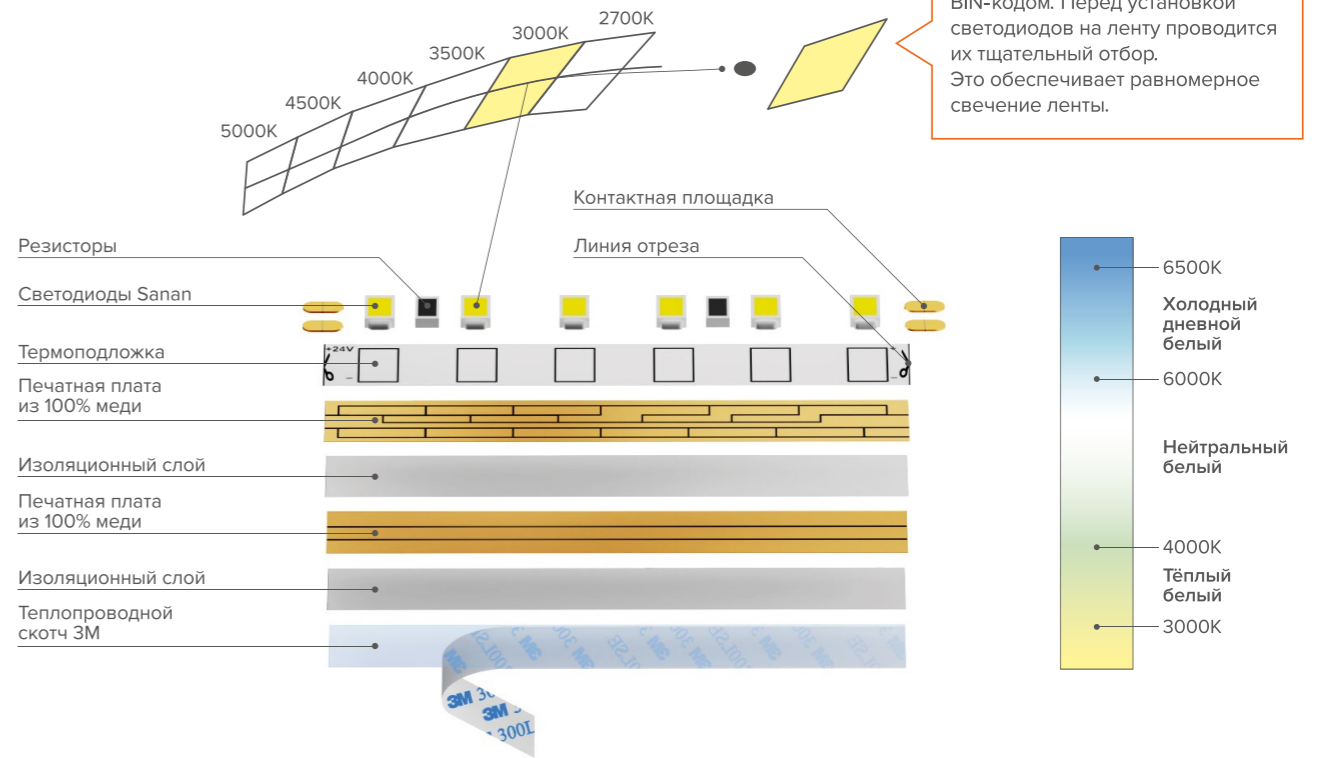 BIN-кодом. Перед установкой
светодиодов на ленту проводится
их тщательный отбор.
Это обеспечивает равномерное
свечение ленты.
2700K
3000K
3500K
4000K
4500K
5000K
Контактная площадка
Линия отреза
Резисторы
Светодиоды Sanan
Термоподложка
Печатная плата
из 100% меди
Изоляционный слой
Печатная плата
из 100% меди
Изоляционный слой
Теплопроводной
скотч 3М
+24V
–
+
–
3M 300LSE
3M
300L
6500K
Холодный
дневной
белый
6000K
Нейтральный
белый
4000K
Тёплый
белый
3000K